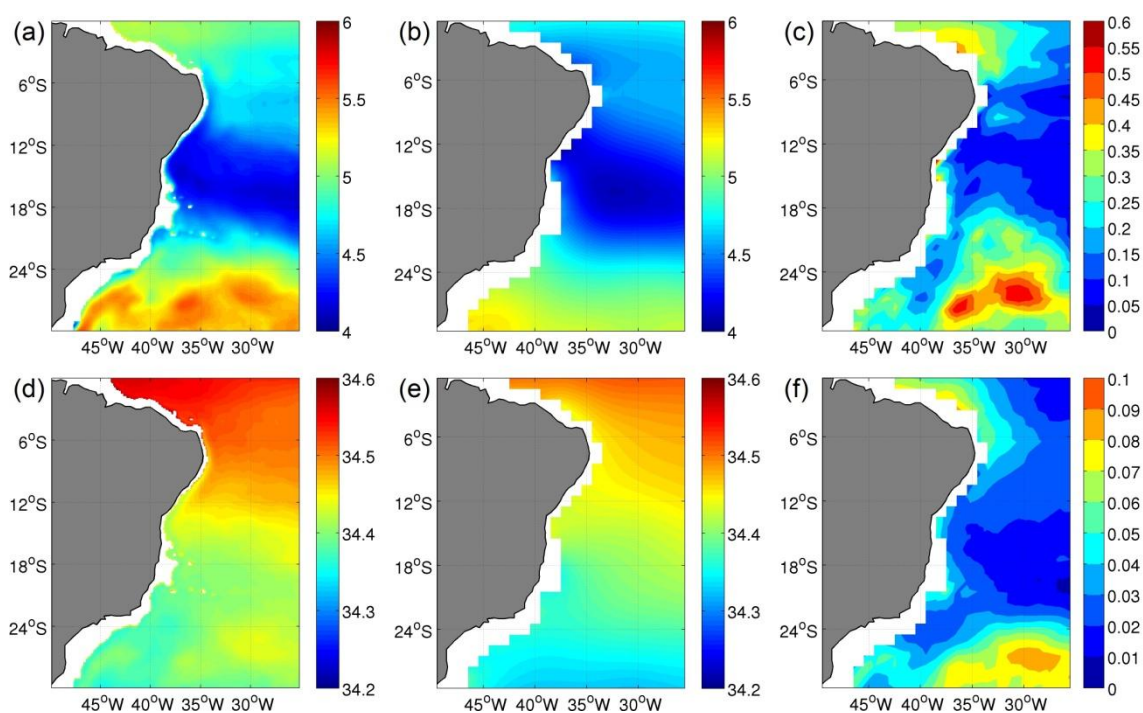 (a)
6°S
12°S
18°S
24°S
45°W 40°W 35°W 30°W
6
5.5
5
4.5
4
(b)
6°S
12°S
18°S
24°S
45°W 40°W 35°W 30°W
6
5.5
5
4.5
4
(c)
6°S
12°S
18°S
24°S
45°W 40°W 35°W 30°W
0.6
0.55
0.5
0.45
0.4
0.35
0.3
0.25
0.2
0.15
0.1
0.05
0
(d)
6°S
12°S
18°S
24°S
45°W 40°W 35°W 30°W
34.6
34.5
34.4
34.3
34.2
(e)
6°S
12°S
18°S
24°S
45°W 40°W 35°W 30°W
34.6
34.5
34.4
34.3
34.2
(f)
6°S
12°S
18°S
24°S
45°W 40°W 35°W 30°W
0.1
0.09
0.08
0.07
0.06
0.05
0.04
0.03
0.02
0.01
0